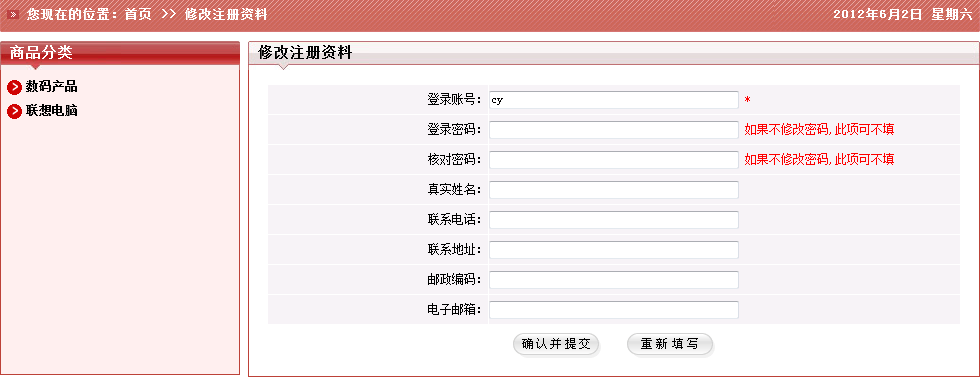 您现在的位置：首页 >> 修改注册资料 2012年6月2日 星期六
商品分类
数码产品
联想电脑
修改注册资料
登录账号：cy *
登录密码： 如果不修改密码,此项可不填
核对密码： 如果不修改密码,此项可不填
真实姓名：
联系电话：
联系地址：
邮政编码：
电子邮箱：
确认并提交 重新填写